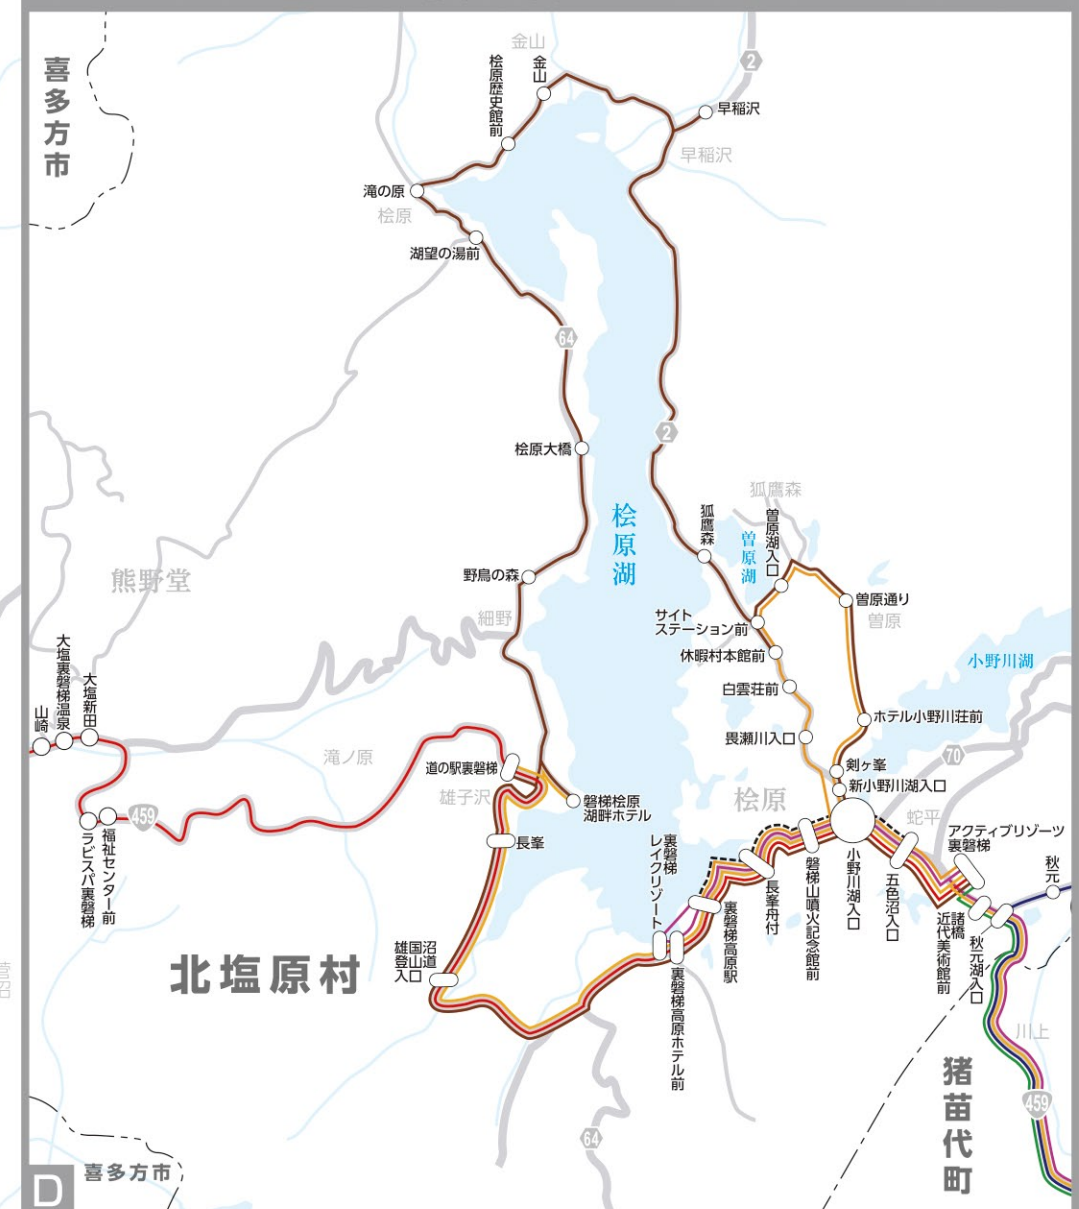 喜多方市
金山
金山
桧原歴史館前
2
早稲沢
早稲沢
滝の原
桧原
湖望の湯前
64
桧原大橋
2
桧原湖
狐鷹森
狐鷹森
曽原湖
曽原湖入口
熊野堂
野鳥の森
細野
曽原通り
曽原
サイト
ステーション前
休暇村本館前
白雲荘前
小野川湖
ホテル小野川荘前
畏瀬川入口
山崎
大塩裏磐梯温泉
大塩新田
滝ノ原
道の駅裏磐梯
雄子沢
磐梯桧原
湖畔ホテル
70
剣ヶ峯
新小野川湖入口
桧原
蛇平
459
ラビスパ裏磐梯
福祉センター前
長峯
アクティブリゾーツ
裏磐梯
秋元
裏磐梯
レイクリゾート
裏磐梯高原駅
長峯舟付
磐梯山噴火記念館前
小野川湖入口
五色沼入口
諸橋
近代美術館前
秋元湖入口
雄国沼
登山道
入口
北塩原村
裏磐梯高原ホテル前
川上
猪苗代町
459
64
喜多方市
D